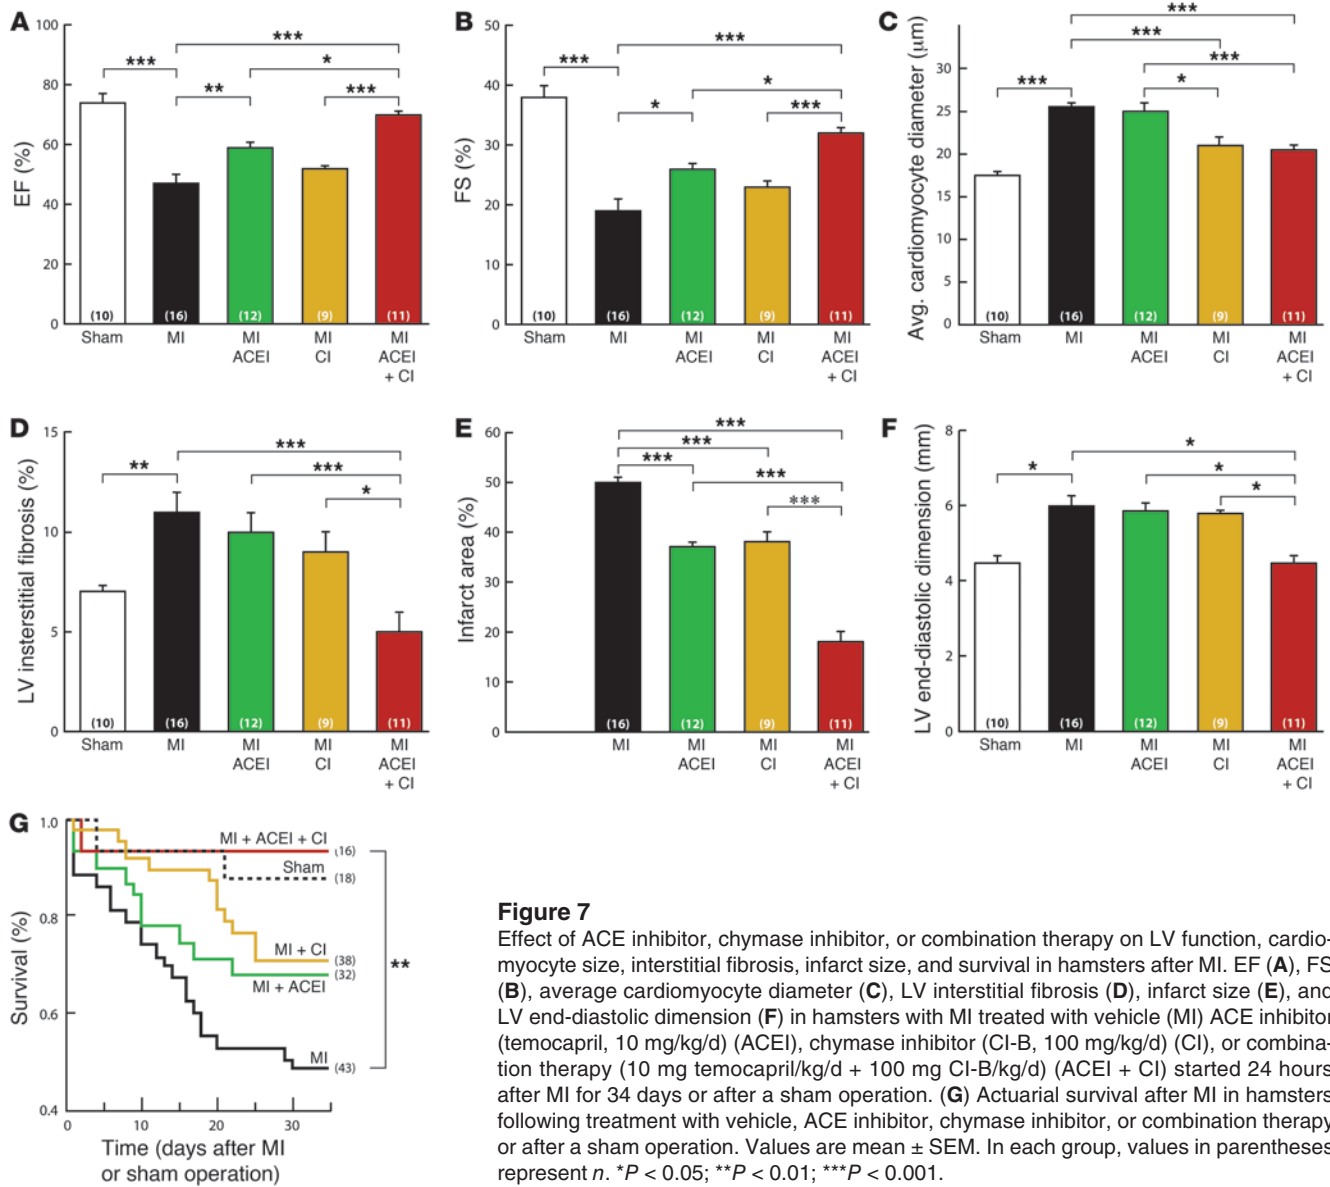 A
100
80
60
40
20
0
EF (%)
***
***
**
*
***
(10)
(16)
(12)
(9)
(11)
Sham
MI
MI ACEI
MI CI
MI ACEI + CI
B
50
40
30
20
10
0
FS (%)
***
***
*
*
***
(10)
(16)
(12)
(9)
(11)
Sham
MI
MI ACEI
MI CI
MI ACEI + CI
C
30
25
20
15
10
5
0
Avg. cardiomyocyte diameter (μm)
***
***
***
***
*
(10)
(16)
(12)
(9)
(11)
Sham
MI
MI ACEI
MI CI
MI ACEI + CI
D
15
10
5
0
LV insterstitial fibrosis (%)
**
***
***
*
(10)
(16)
(12)
(9)
(11)
Sham
MI
MI ACEI
MI CI
MI ACEI + CI
E
60
50
40
30
20
10
0
Infarct area (%)
***
***
***
***
***
(16)
(12)
(9)
(11)
MI
MI ACEI
MI CI
MI ACEI + CI
F
8
6
4
2
0
LV end-diastolic dimension (mm)
*
*
*
*
(10)
(16)
(12)
(9)
(11)
Sham
MI
MI ACEI
MI CI
MI ACEI + CI
G
1.0
0.8
0.6
0.4
Survival (%)
MI + ACEI + CI (16)
Sham (18)
MI + CI (38)
MI + ACEI (32)
MI (43)
**
0 10 20 30
Time (days after MI
or sham operation)
Figure 7
Effect of ACE inhibitor, chymase inhibitor, or combination therapy on LV function, cardio-
myocyte size, interstitial fibrosis, infarct size, and survival in hamsters after MI. EF (A), FS
(B), average cardiomyocyte diameter (C), LV interstitial fibrosis (D), infarct size (E), and
LV end-diastolic dimension (F) in hamsters with MI treated with vehicle (MI) ACE inhibitor
(temocapril, 10 mg/kg/d) (ACEI), chymase inhibitor (CI-B, 100 mg/kg/d) (CI), or combina-
tion therapy (10 mg temocapril/kg/d + 100 mg CI-B/kg/d) (ACEI + CI) started 24 hours
after MI for 34 days or after a sham operation. (G) Actuarial survival after MI in hamsters
following treatment with vehicle, ACE inhibitor, chymase inhibitor, or combination therapy
or after a sham operation. Values are mean ± SEM. In each group, values in parentheses
represent n. *P < 0.05; **P < 0.01; ***P < 0.001.